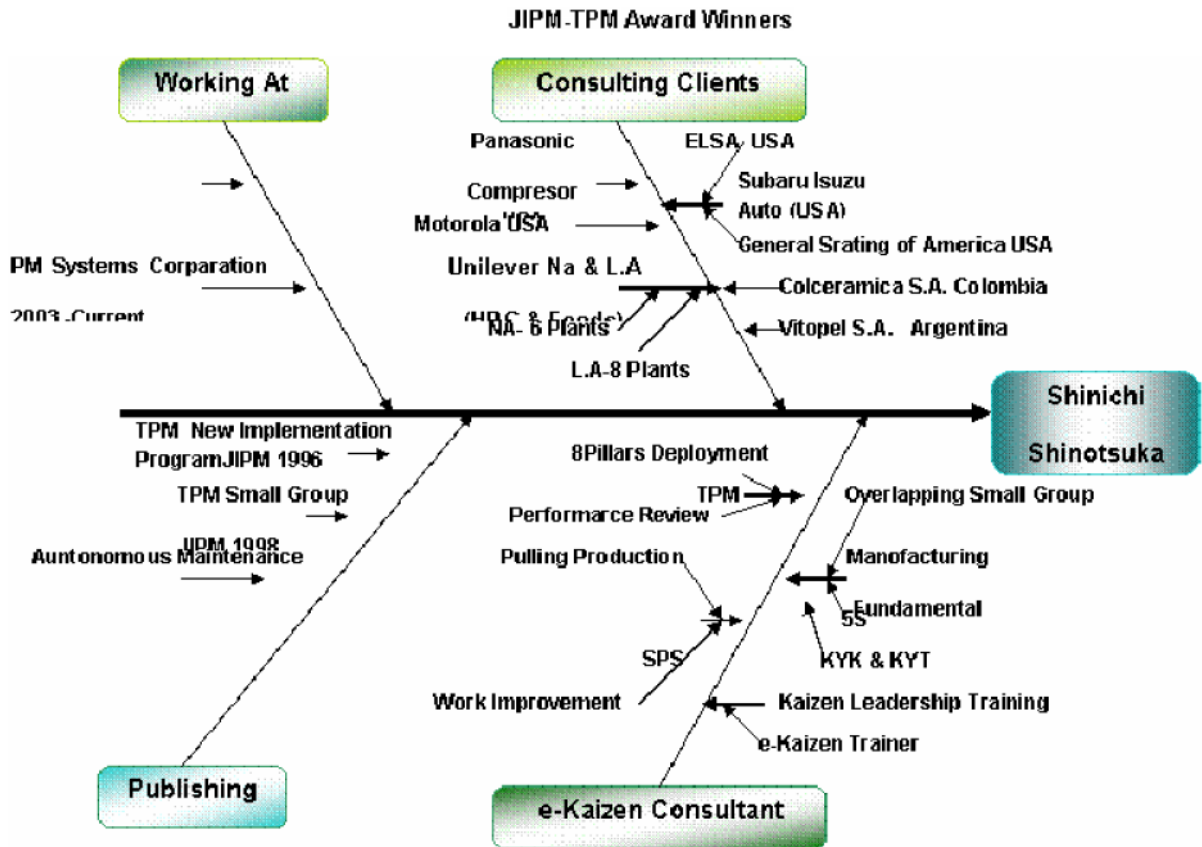 JIPM-TPM Award Winners
Working At
Consulting Clients
Panasonic
ELSA, USA
Compresor
Subaru Isuzu
Auto (USA)
Motorola USA
General Srating of America USA
PM Systems Corparation
Unilever Na & L.A
Colceramica S.A. Colombia
2003 -Current
(HPC & Foods)
NA- 6 Plants
Vitopel S.A. Argentina
L.A-8 Plants
Shinichi
Shinotsuka
TPM New Implementation
ProgramJIPM 1996
8Pillars Deployment
TPM Small Group
TPM
Overlapping Small Group
Performarce Review
JIPM 1998
Auntonomous Maintenance
Pulling Production
Manofacturing
Fundamental
5S
SPS
KYK & KYT
Work Improvement
Kaizen Leadership Training
e-Kaizen Trainer
Publishing
e-Kaizen Consultant